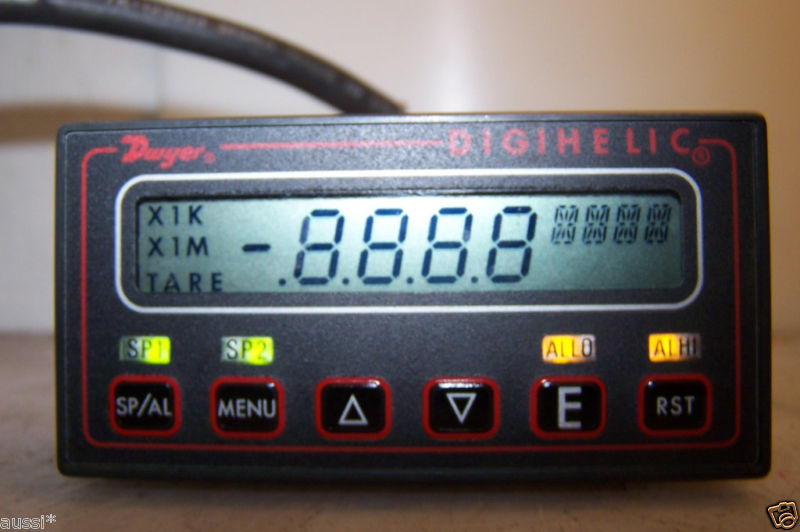 Dwyer® DIGIHELIC®
X1K
X1M
TARE
-.8.8.8.8
SP1 SP2 ALLO ALHI
SP/AL MENU △ ▽ E RST
aussi*